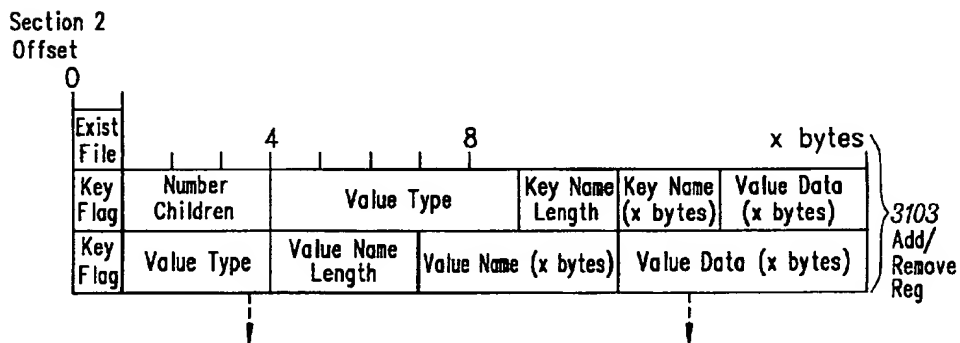 Section 2
Offset
0
Exist
File
4
8
x bytes
Key
Flag
Number
Children
Value Type
Key Name
Length
Key Name
(x bytes)
Value Data
(x bytes)
Key
Flag
Value Type
Value Name
Length
Value Name (x bytes)
Value Data (x bytes)
3103
Add/
Remove
Reg